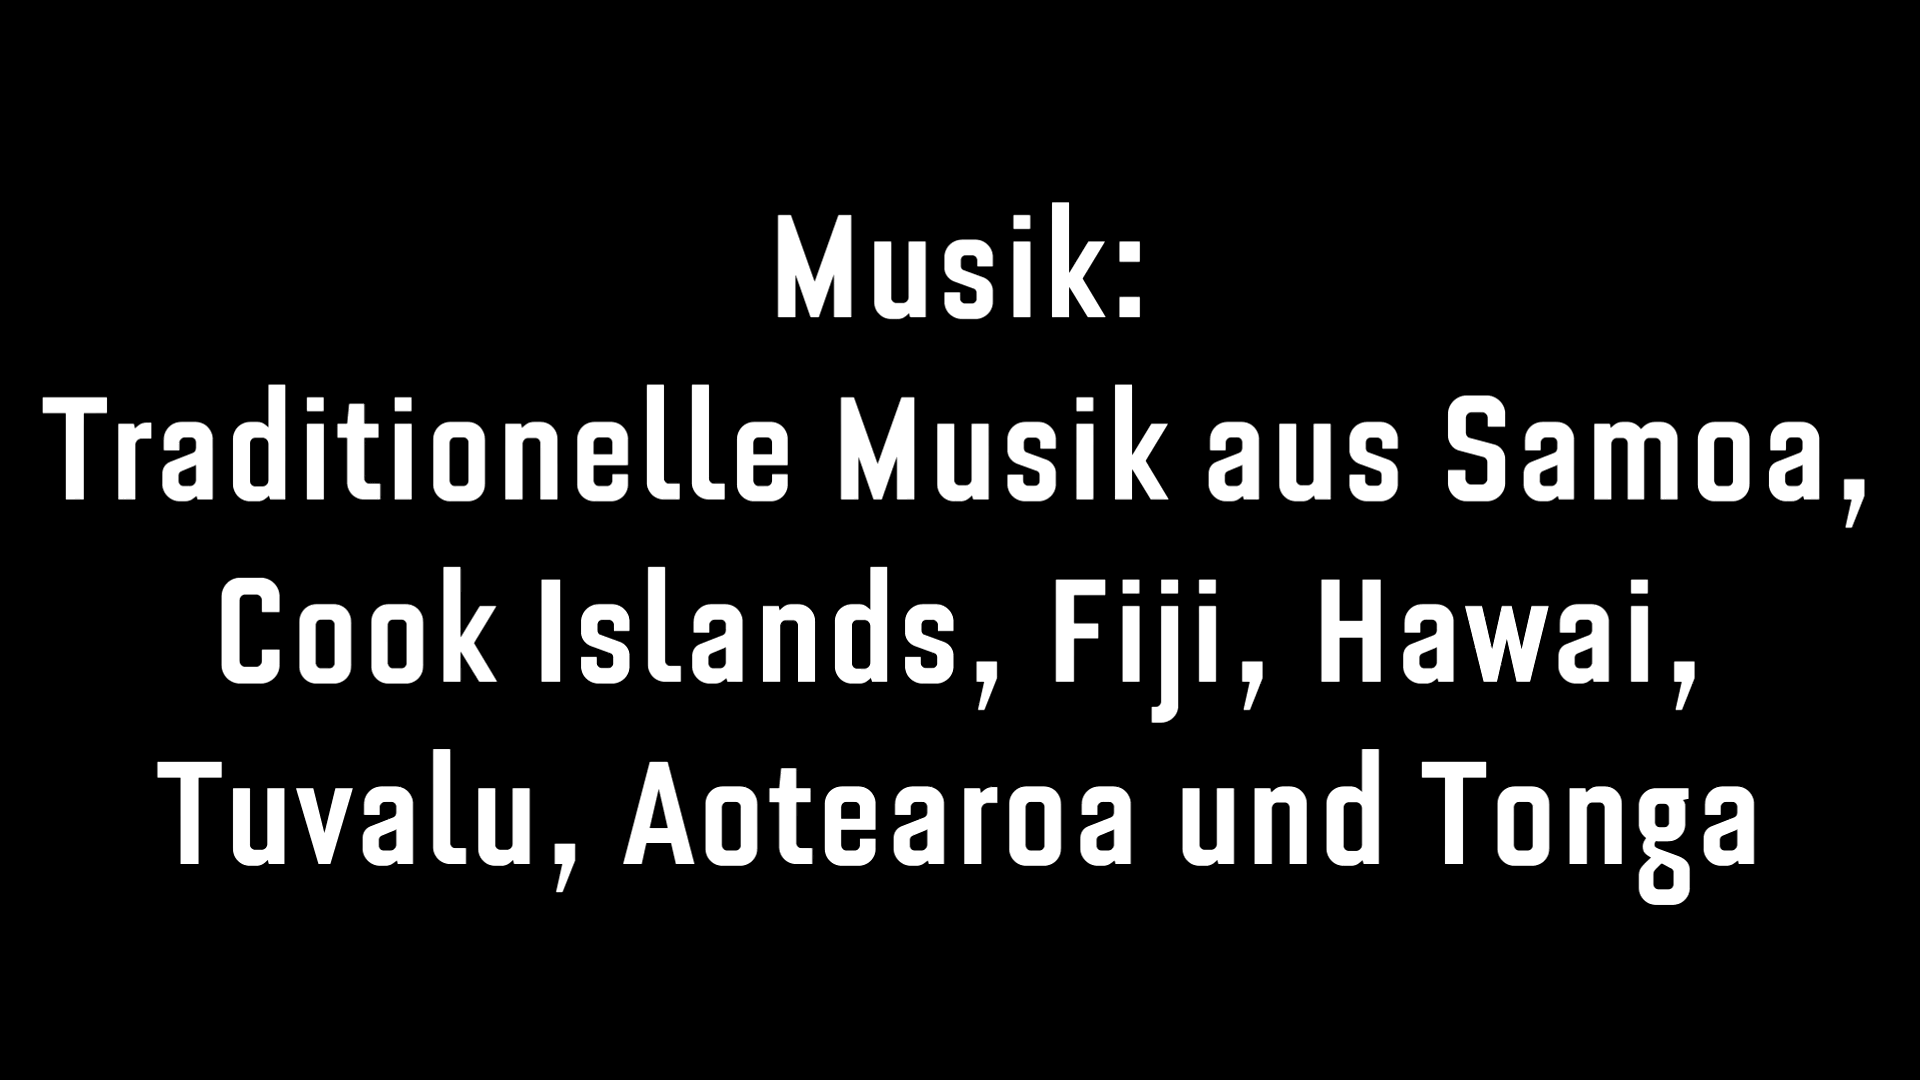 Musik:
Traditionelle Musik aus Samoa,
Cook Islands, Fiji, Hawai,
Tuvalu, Aotearoa und Tonga